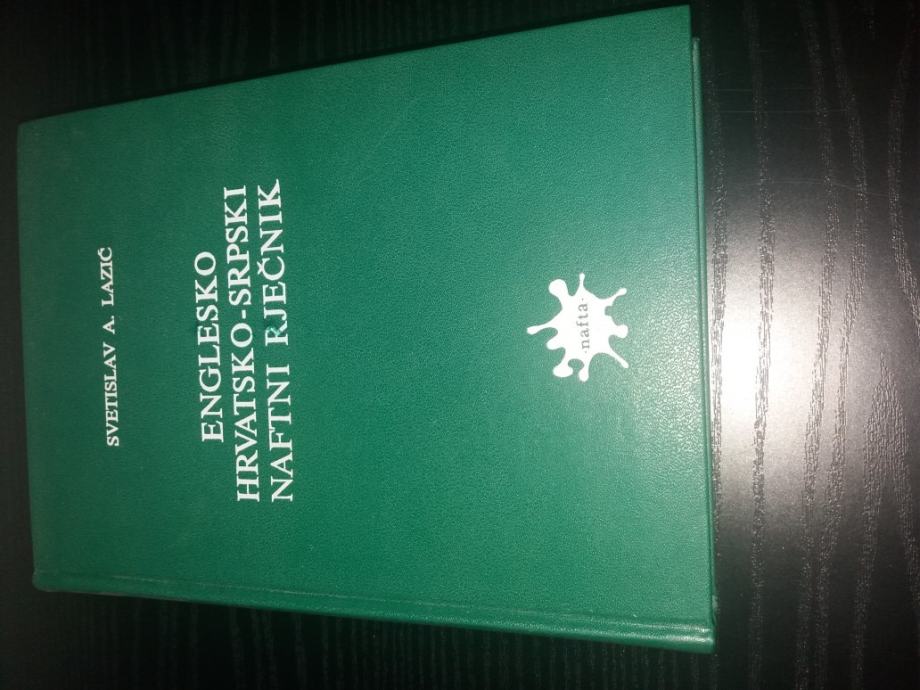 SVETISLAV A. LAZIĆ
ENGLESKO
HRVATSKO-SRPSKI
NAFTNI RJEČNIK
·nafta·